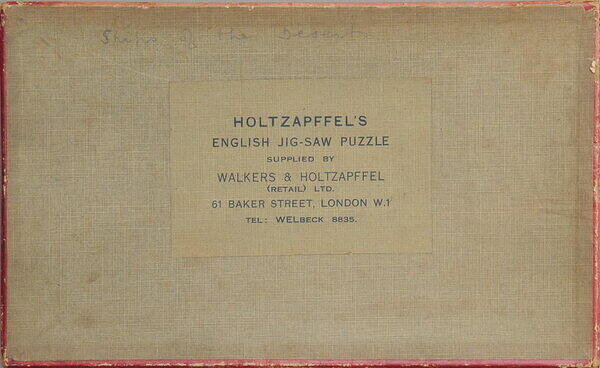 Ships of the Desert
HOLTZAPFFEL'S
ENGLISH JIG-SAW PUZZLE
SUPPLIED BY
WALKERS & HOLTZAPFFEL
(RETAIL) LTD.
61 BAKER STREET, LONDON W.1
TEL: WELBECK 8835.